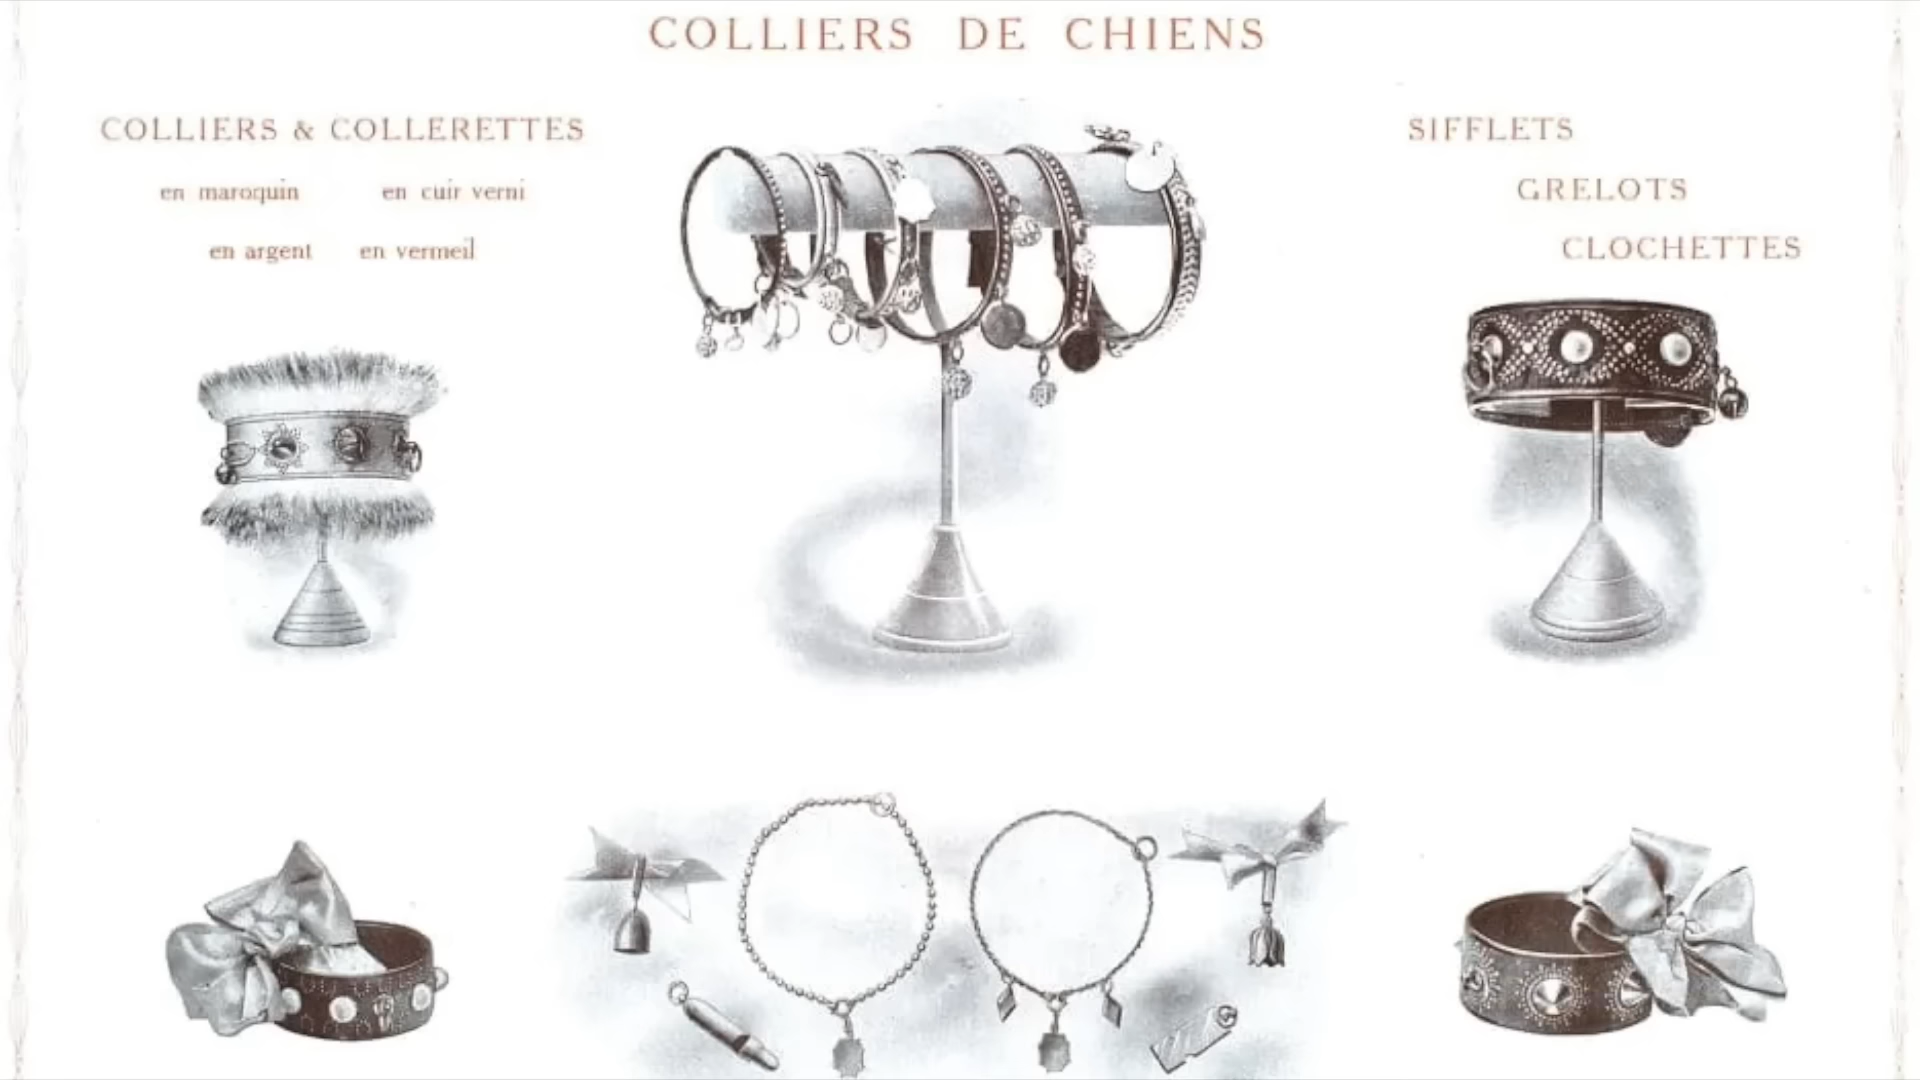 COLLIERS DE CHIENS
COLLIERS & COLLERETTES
en maroquin en cuir verni
en argent en vermeil
SIFFLETS
GRELOTS
CLOCHETTES